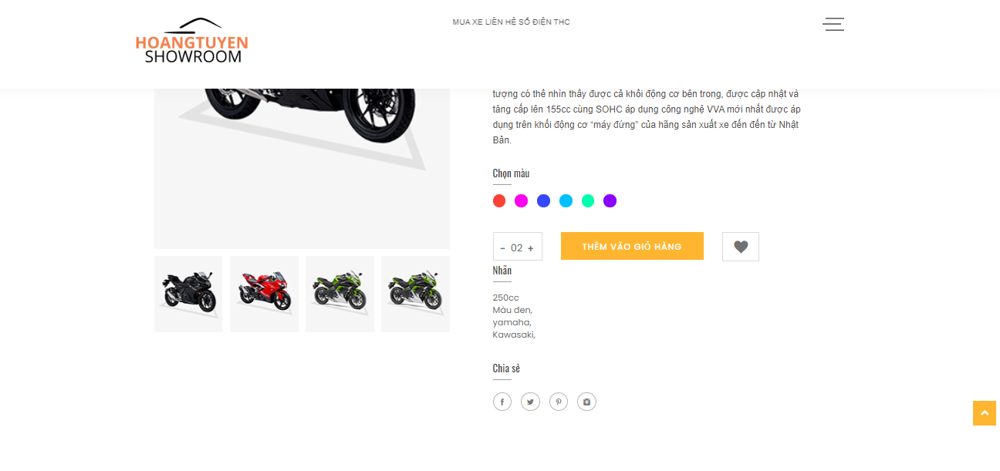 HOANGTUYEN
SHOWROOM
MUA XE LIÊN HỆ SỐ ĐIỆN THO
tượng có thể nhìn thấy được cả khối động cơ bên trong, được cập nhật và
tăng cấp lên 155cc cùng SOHC áp dụng công nghệ VVA mới nhất được áp
dụng trên khối động cơ “máy đứng” của hãng sản xuất xe đến đến từ Nhật
Bản.
Chọn màu
- 02 +
THÊM VÀO GIỎ HÀNG
Nhãn
250cc
Màu đen,
yamaha,
Kawasaki,
Chia sẻ